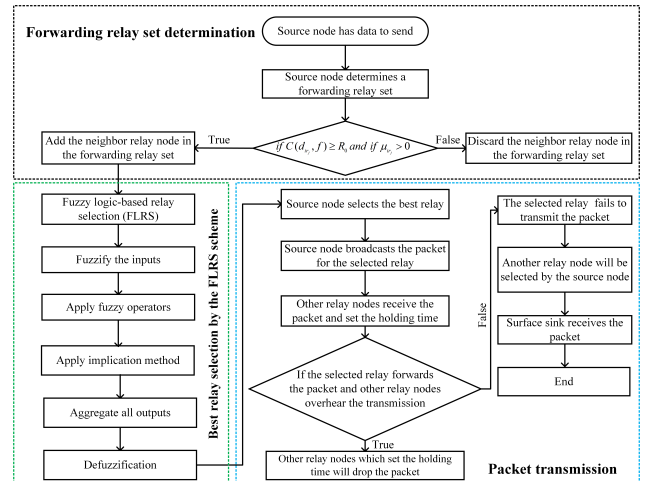 Forwarding relay set determination
Source node has data to send
Source node determines a
forwarding relay set
if C(d_{sr_i}, f) ≥ R_0 and if μ_{sr_i} > 0
True
False
Add the neighbor relay node in
the forwarding relay set
Discard the neighbor relay node in
the forwarding relay set
Best relay selection by the FLRS scheme
Fuzzy logic-based relay
selection (FLRS)
Fuzzify the inputs
Apply fuzzy operators
Apply implication method
Aggregate all outputs
Defuzzification
Source node selects the best relay
Source node broadcasts the packet
for the selected relay
Other relay nodes receive the
packet and set the holding time
If the selected relay forwards
the packet and other relay nodes
overhear the transmission
True
Other relay nodes which set the holding
time will drop the packet
False
The selected relay fails to
transmit the packet
Another relay node will be
selected by the source node
Surface sink receives the
packet
End
Packet transmission